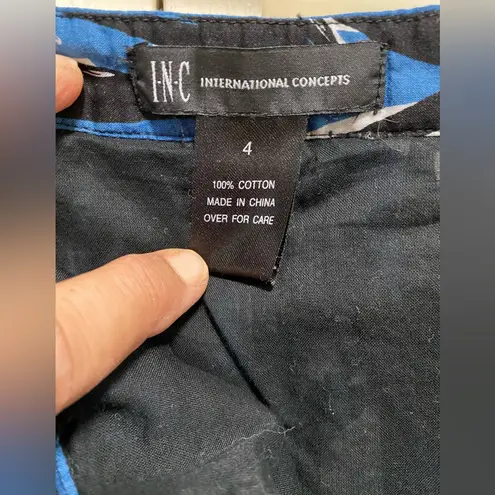 I.N.C INTERNATIONAL CONCEPTS
4
100% COTTON
MADE IN CHINA
OVER FOR CARE